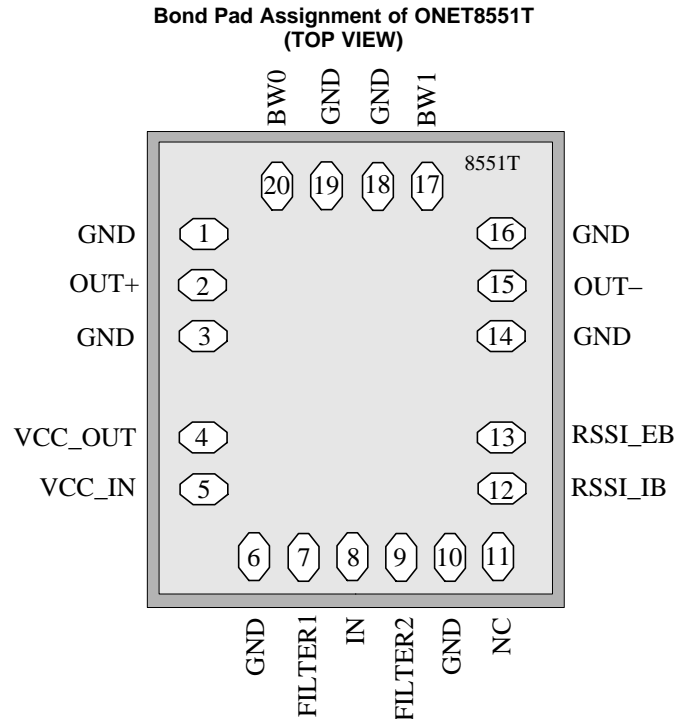 Bond Pad Assignment of ONET8551T
(TOP VIEW)
BW0
GND
GND
BW1
8551T
20
19
18
17
GND 1
16 GND
OUT+ 2
15 OUT−
GND 3
14 GND
VCC_OUT 4
13 RSSI_EB
VCC_IN 5
12 RSSI_IB
6
7
8
9
10
11
GND
FILTER1
IN
FILTER2
GND
NC